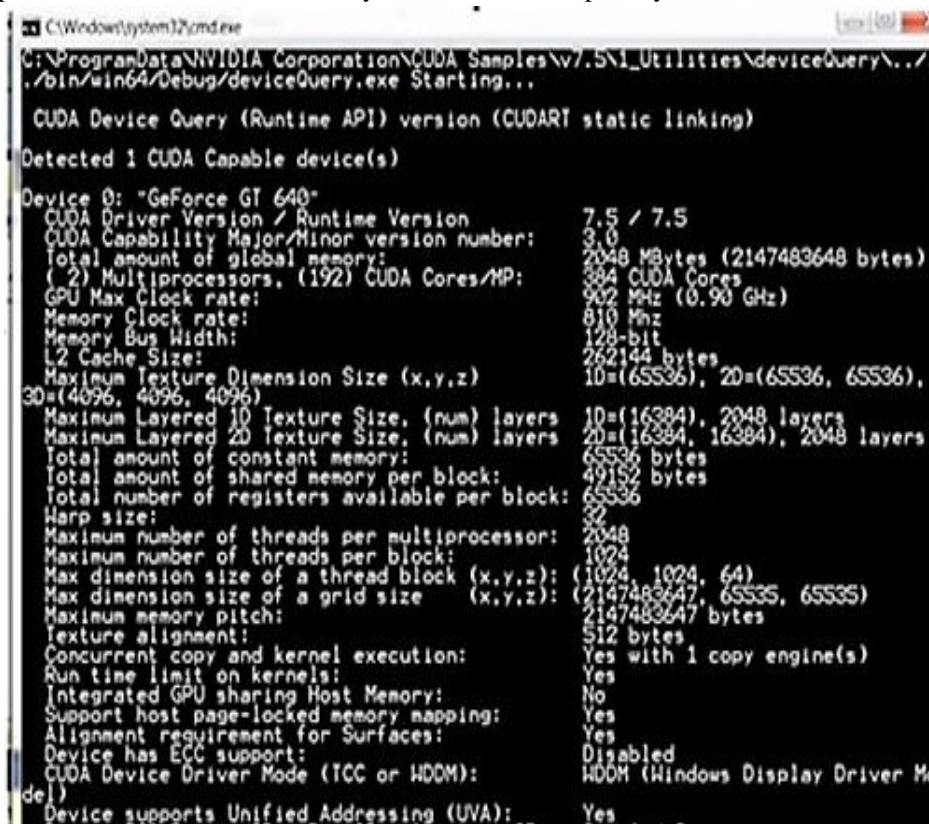 C:\Windows\system32\cmd.exe
C:\ProgramData\NVIDIA Corporation\CUDA Samples\v7.5\1_Utilities\deviceQuery\../
./bin/win64/Debug/deviceQuery.exe Starting...
CUDA Device Query (Runtime API) version (CUDART static linking)
Detected 1 CUDA Capable device(s)
Device 0: "GeForce GT 640"
CUDA Driver Version / Runtime Version 7.5 / 7.5
CUDA Capability Major/Minor version number: 3.0
Total amount of global memory: 2048 MBytes (2147483648 bytes)
( 2) Multiprocessors, (192) CUDA Cores/MP: 384 CUDA Cores
GPU Max Clock rate: 902 MHz (0.90 GHz)
Memory Clock rate: 810 Mhz
Memory Bus Width: 128-bit
L2 Cache Size: 262144 bytes
Maximum Texture Dimension Size (x,y,z) 1D=(65536), 2D=(65536, 65536),
3D=(4096, 4096, 4096)
Maximum Layered 1D Texture Size, (num) layers 1D=(16384), 2048 layers
Maximum Layered 2D Texture Size, (num) layers 2D=(16384, 16384), 2048 layers
Total amount of constant memory: 65536 bytes
Total amount of shared memory per block: 49152 bytes
Total number of registers available per block: 65536
Warp size: 32
Maximum number of threads per multiprocessor: 2048
Maximum number of threads per block: 1024
Max dimension size of a thread block (x,y,z): (1024, 1024, 64)
Max dimension size of a grid size (x,y,z): (2147483647, 65535, 65535)
Maximum memory pitch: 2147483647 bytes
Texture alignment: 512 bytes
Concurrent copy and kernel execution: Yes with 1 copy engine(s)
Run time limit on kernels: Yes
Integrated GPU sharing Host Memory: No
Support host page-locked memory mapping: Yes
Alignment requirement for Surfaces: Yes
Device has ECC support: Disabled
CUDA Device Driver Mode (TCC or WDDM): WDDM (Windows Display Driver Mo
del)
Device supports Unified Addressing (UVA): Yes